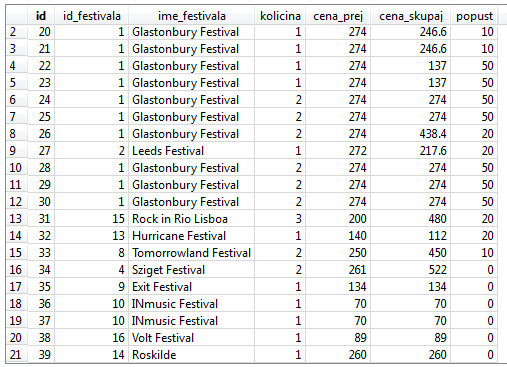 id id_festivala ime_festivala kolicina cena_prej cena_skupaj popust
2 20 1 Glastonbury Festival 1 274 246.6 10
3 21 1 Glastonbury Festival 1 274 246.6 10
4 22 1 Glastonbury Festival 1 274 137 50
5 23 1 Glastonbury Festival 1 274 137 50
6 24 1 Glastonbury Festival 2 274 274 50
7 25 1 Glastonbury Festival 2 274 274 50
8 26 1 Glastonbury Festival 2 274 438.4 20
9 27 2 Leeds Festival 1 272 217.6 20
10 28 1 Glastonbury Festival 2 274 274 50
11 29 1 Glastonbury Festival 2 274 274 50
12 30 1 Glastonbury Festival 2 274 274 50
13 31 15 Rock in Rio Lisboa 3 200 480 20
14 32 13 Hurricane Festival 1 140 112 20
15 33 8 Tomorrowland Festival 2 250 450 10
16 34 4 Sziget Festival 2 261 522 0
17 35 9 Exit Festival 1 134 134 0
18 36 10 INmusic Festival 1 70 70 0
19 37 10 INmusic Festival 1 70 70 0
20 38 16 Volt Festival 1 89 89 0
21 39 14 Roskilde 1 260 260 0